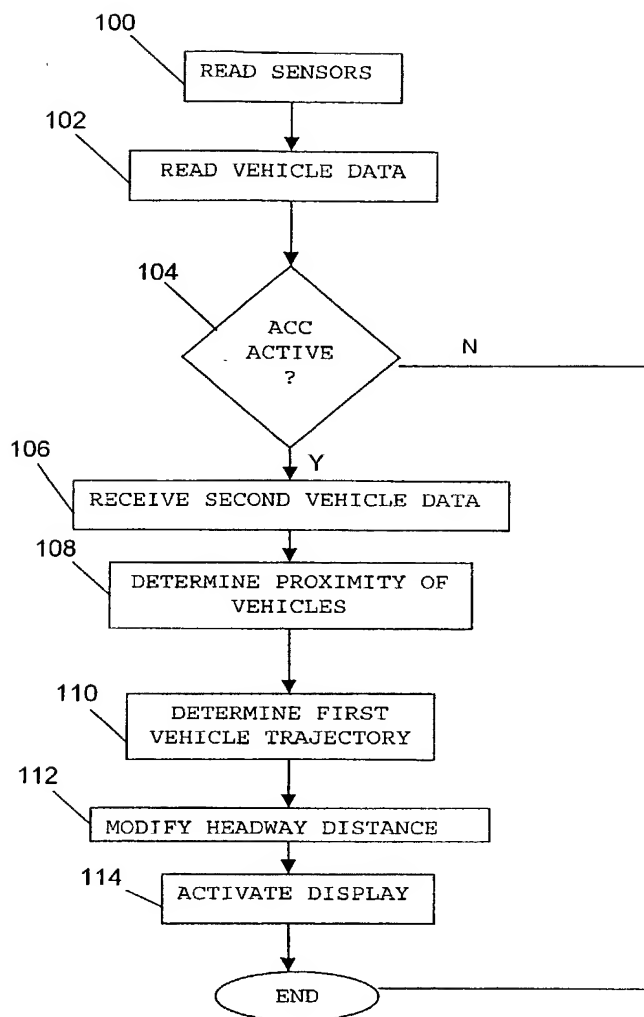 100
READ SENSORS
102
READ VEHICLE DATA
104
ACC
ACTIVE
?
N
Y
106
RECEIVE SECOND VEHICLE DATA
108
DETERMINE PROXIMITY OF
VEHICLES
110
DETERMINE FIRST
VEHICLE TRAJECTORY
112
MODIFY HEADWAY DISTANCE
114
ACTIVATE DISPLAY
END